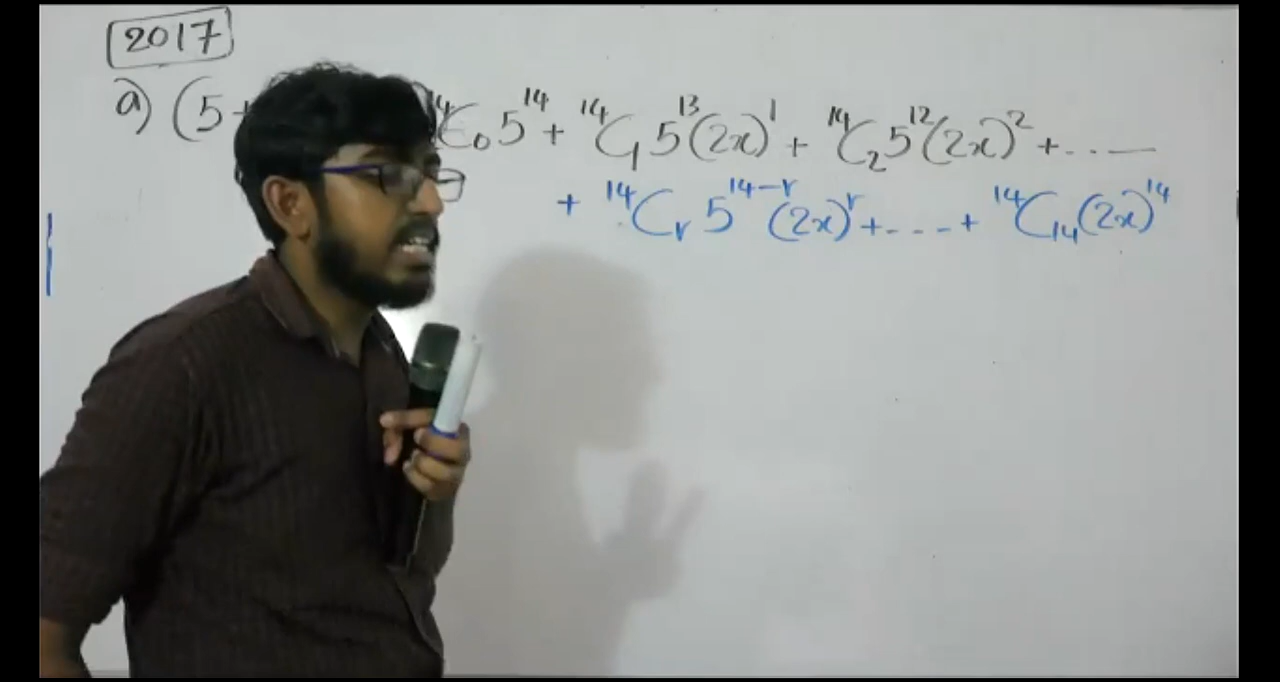 2017
a) (5+ ¹⁴C₀ 5¹⁴ + ¹⁴C₁ 5¹³ (2x)¹ + ¹⁴C₂ 5¹² (2x)² + ....
+ ¹⁴Cᵣ 5¹⁴⁻ʳ (2x)ʳ + .... + ¹⁴C₁₄ (2x)¹⁴